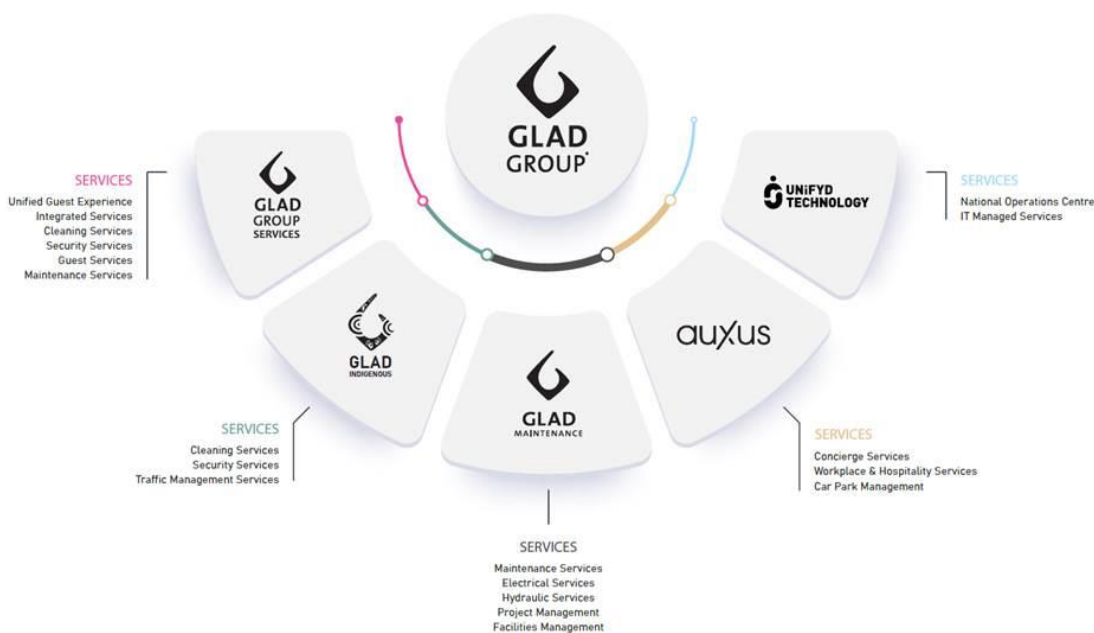 GLAD
GROUP
GLAD
GROUP
SERVICES
SERVICES
Unified Guest Experience
Integrated Services
Cleaning Services
Security Services
Guest Services
Maintenance Services
GLAD
INDIGENOUS
SERVICES
Cleaning Services
Security Services
Traffic Management Services
GLAD
MAINTENANCE
SERVICES
Maintenance Services
Electrical Services
Hydraulic Services
Project Management
Facilities Management
auxus
SERVICES
Concierge Services
Workplace & Hospitality Services
Car Park Management
UNiFYD
TECHNOLOGY
SERVICES
National Operations Centre
IT Managed Services